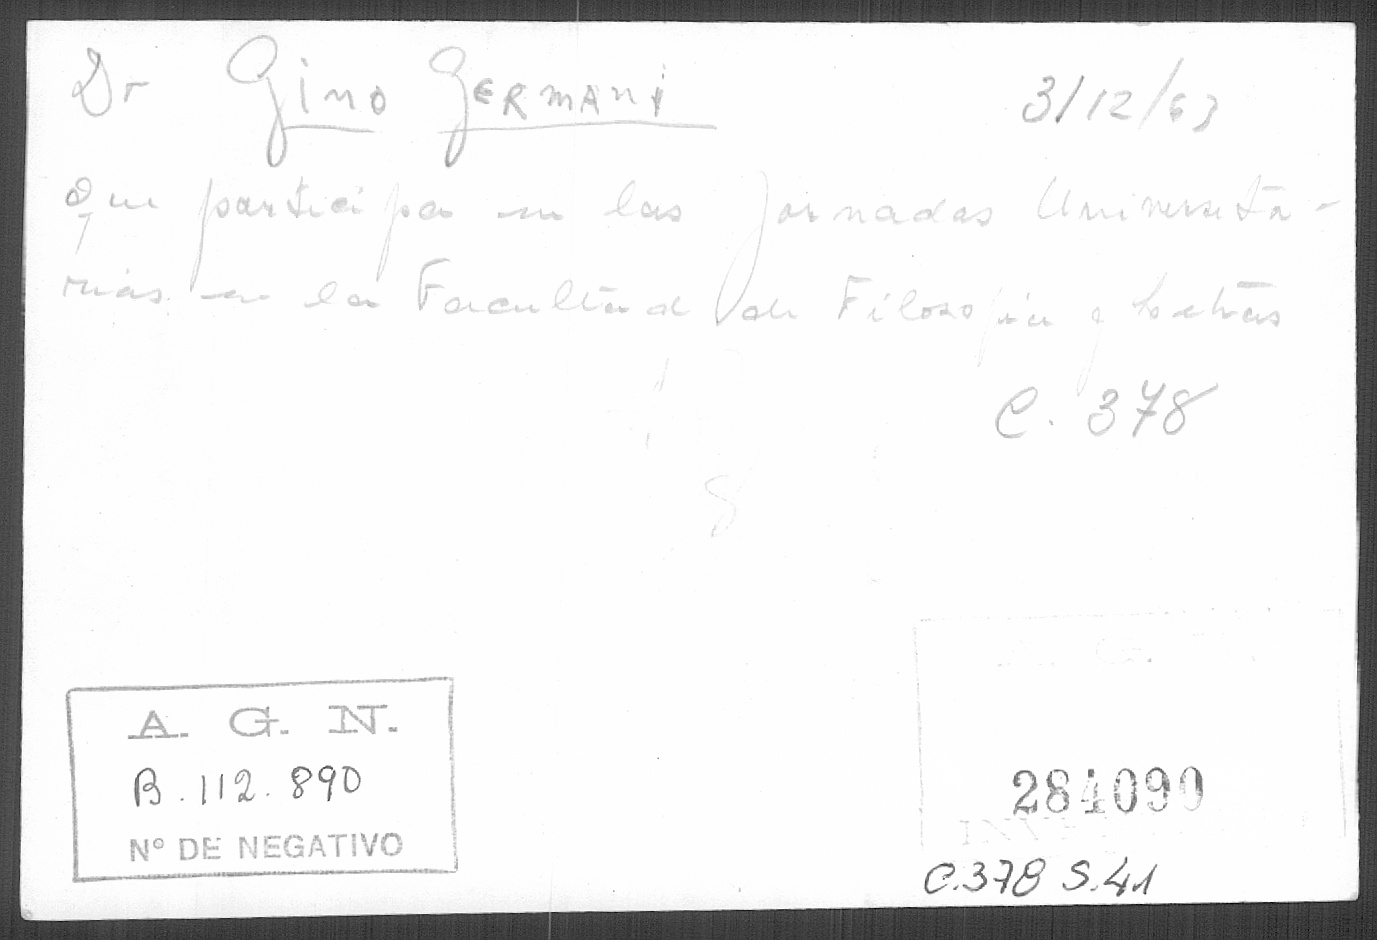 Dr Gino GERMANI 3/12/63
Que participa en las Jornadas Universita-
rias en la Facultad de Filosofia y Letras
C. 378
A. G. N.
B. 112. 890
Nº DE NEGATIVO
284090
C.378 S.41